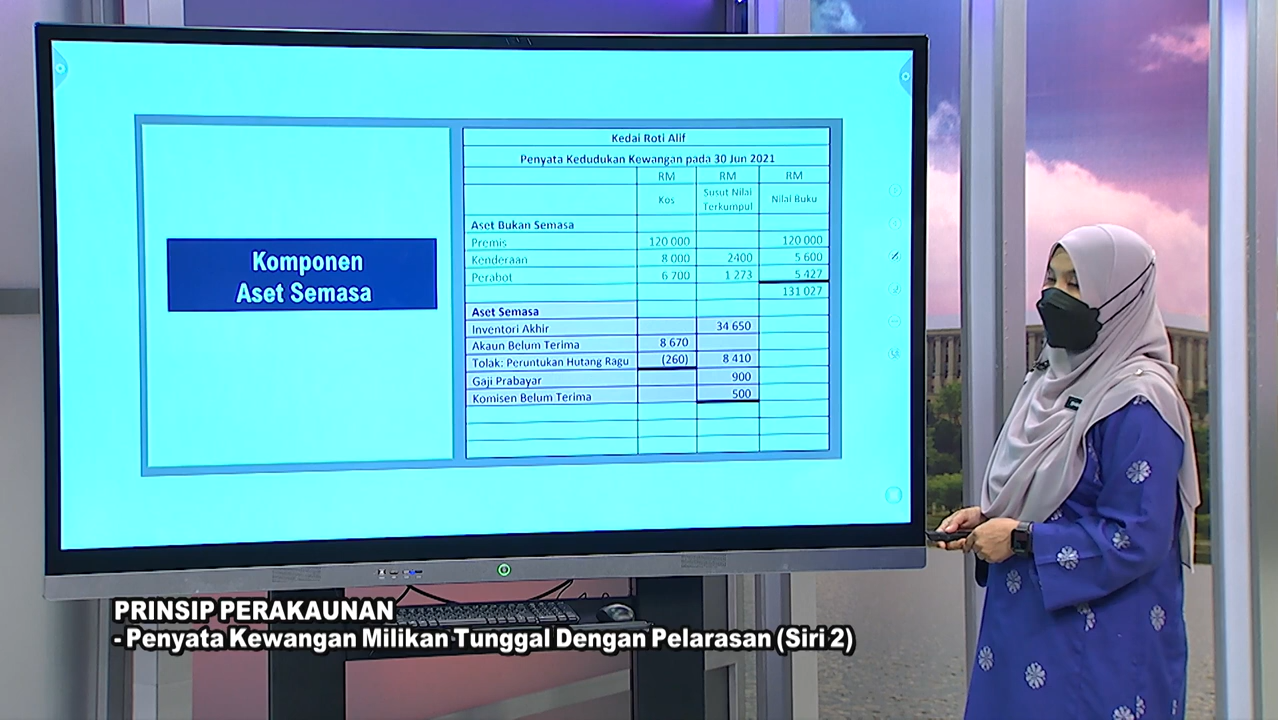 Komponen
Aset Semasa
Kedai Roti Alif
Penyata Kedudukan Kewangan pada 30 Jun 2021
RM RM RM
Kos Susut Nilai Terkumpul Nilai Buku
Aset Bukan Semasa
Premis 120 000 120 000
Kenderaan 8 000 2400 5 600
Perabot 6 700 1 273 5 427
131 027
Aset Semasa
Inventori Akhir 34 650
Akaun Belum Terima 8 670
Tolak: Peruntukan Hutang Ragu (260) 8 410
Gaji Prabayar 900
Komisen Belum Terima 500
PRINSIP PERAKAUNAN
- Penyata Kewangan Milikan Tunggal Dengan Pelarasan (Siri 2)